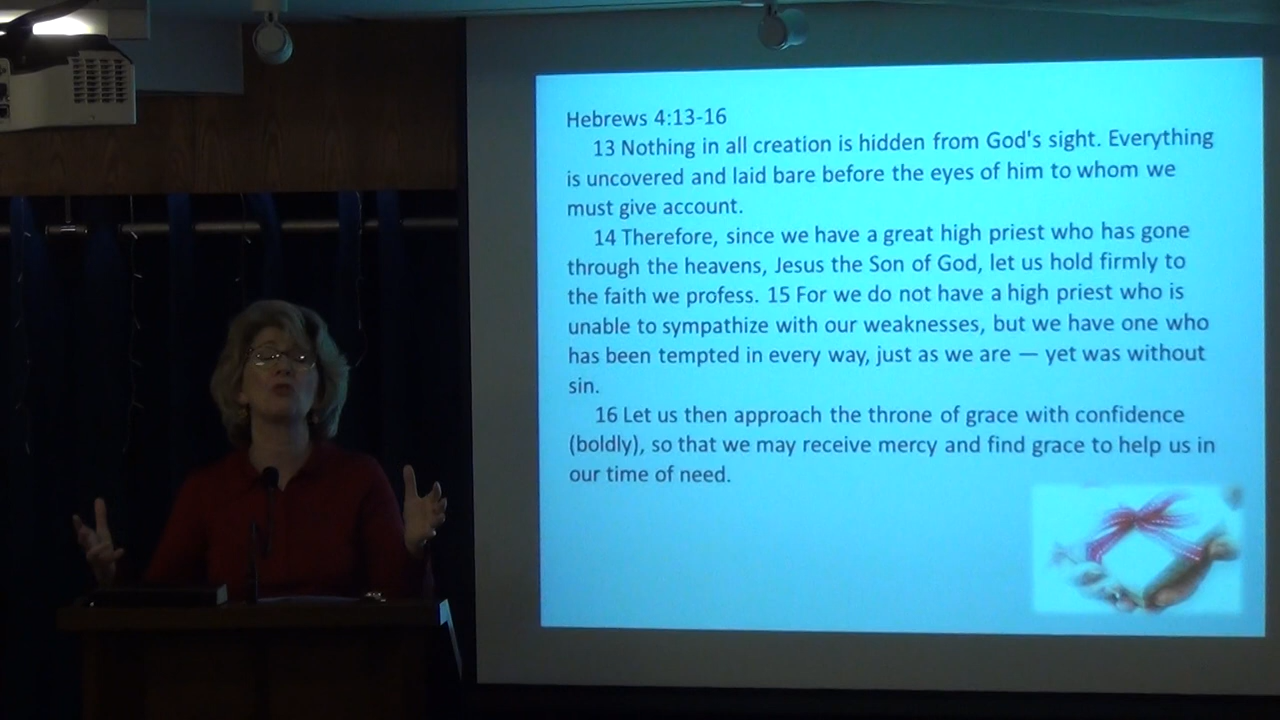 Hebrews 4:13-16
13 Nothing in all creation is hidden from God's sight. Everything
is uncovered and laid bare before the eyes of him to whom we
must give account.
14 Therefore, since we have a great high priest who has gone
through the heavens, Jesus the Son of God, let us hold firmly to
the faith we profess. 15 For we do not have a high priest who is
unable to sympathize with our weaknesses, but we have one who
has been tempted in every way, just as we are — yet was without
sin.
16 Let us then approach the throne of grace with confidence
(boldly), so that we may receive mercy and find grace to help us in
our time of need.